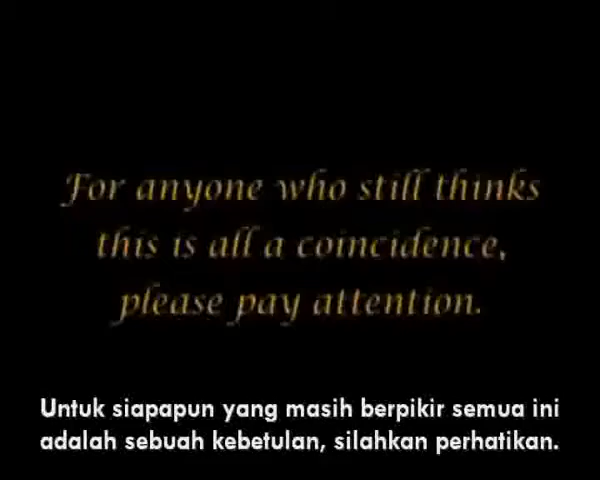 For anyone who still thinks
this is all a coincidence,
please pay attention.
Untuk siapapun yang masih berpikir semua ini
adalah sebuah kebetulan, silahkan perhatikan.